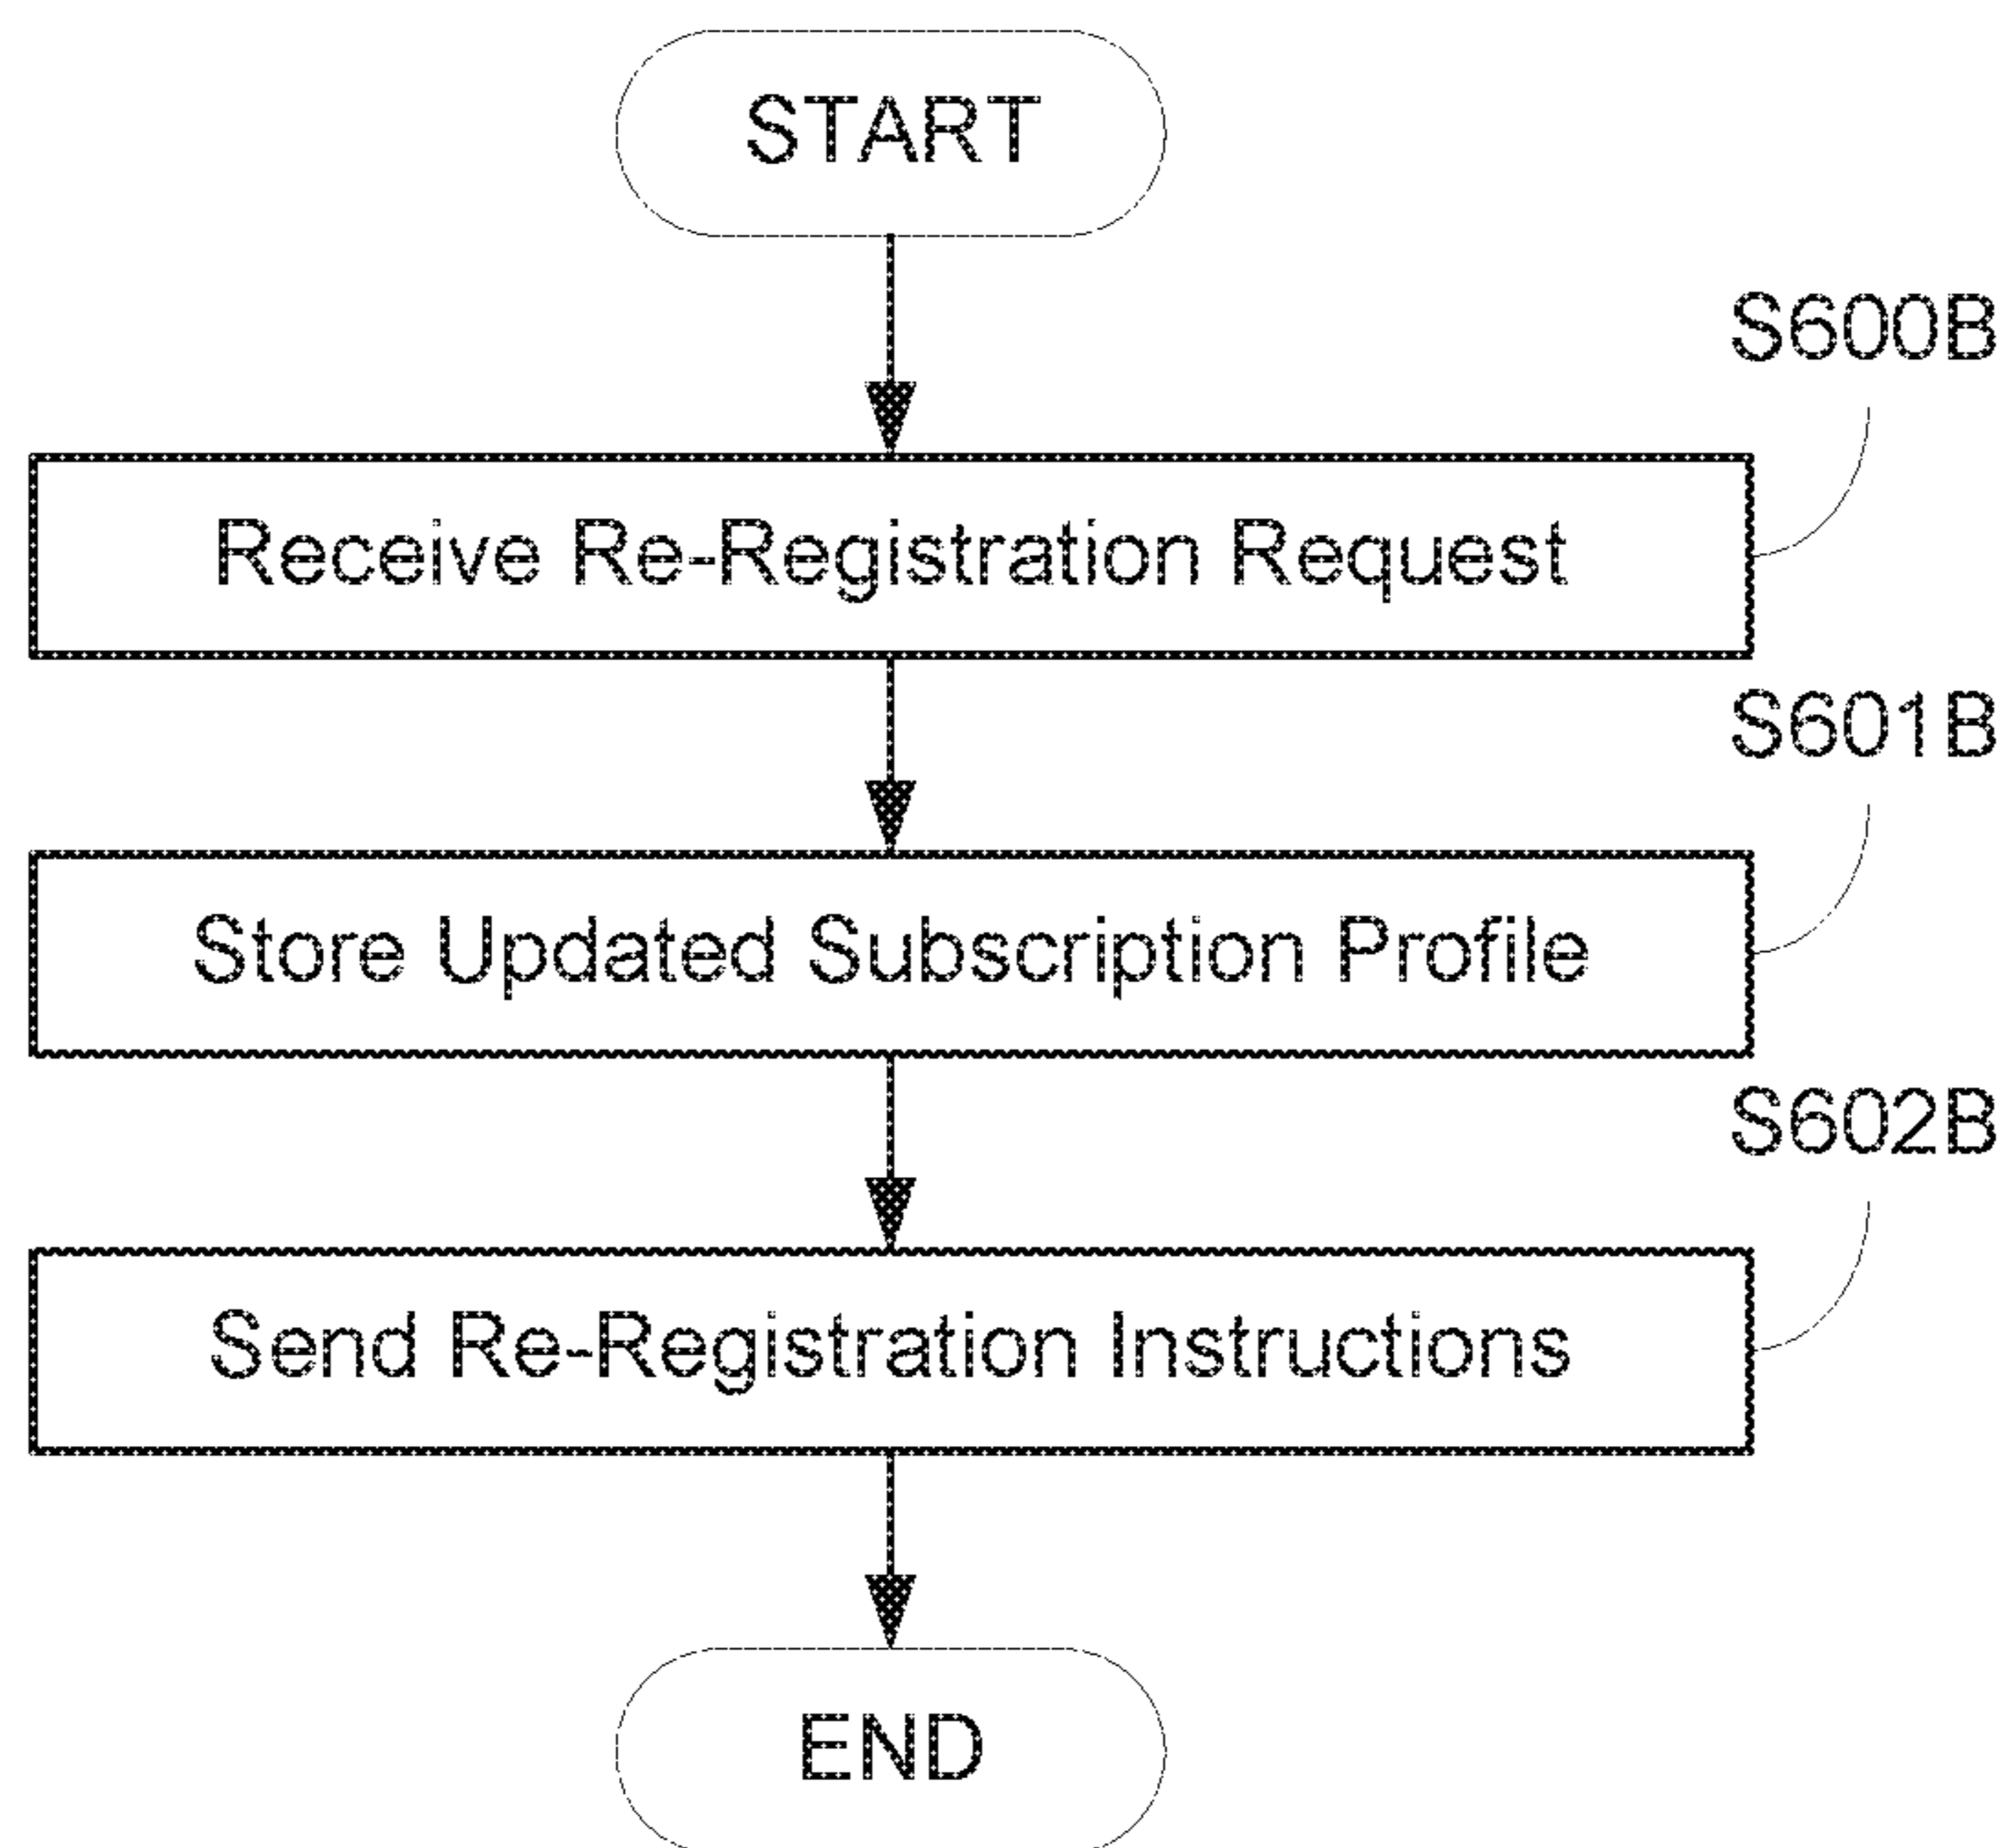 START
S600B
Receive Re-Registration Request
S601B
Store Updated Subscription Profile
S602B
Send Re-Registration Instructions
END